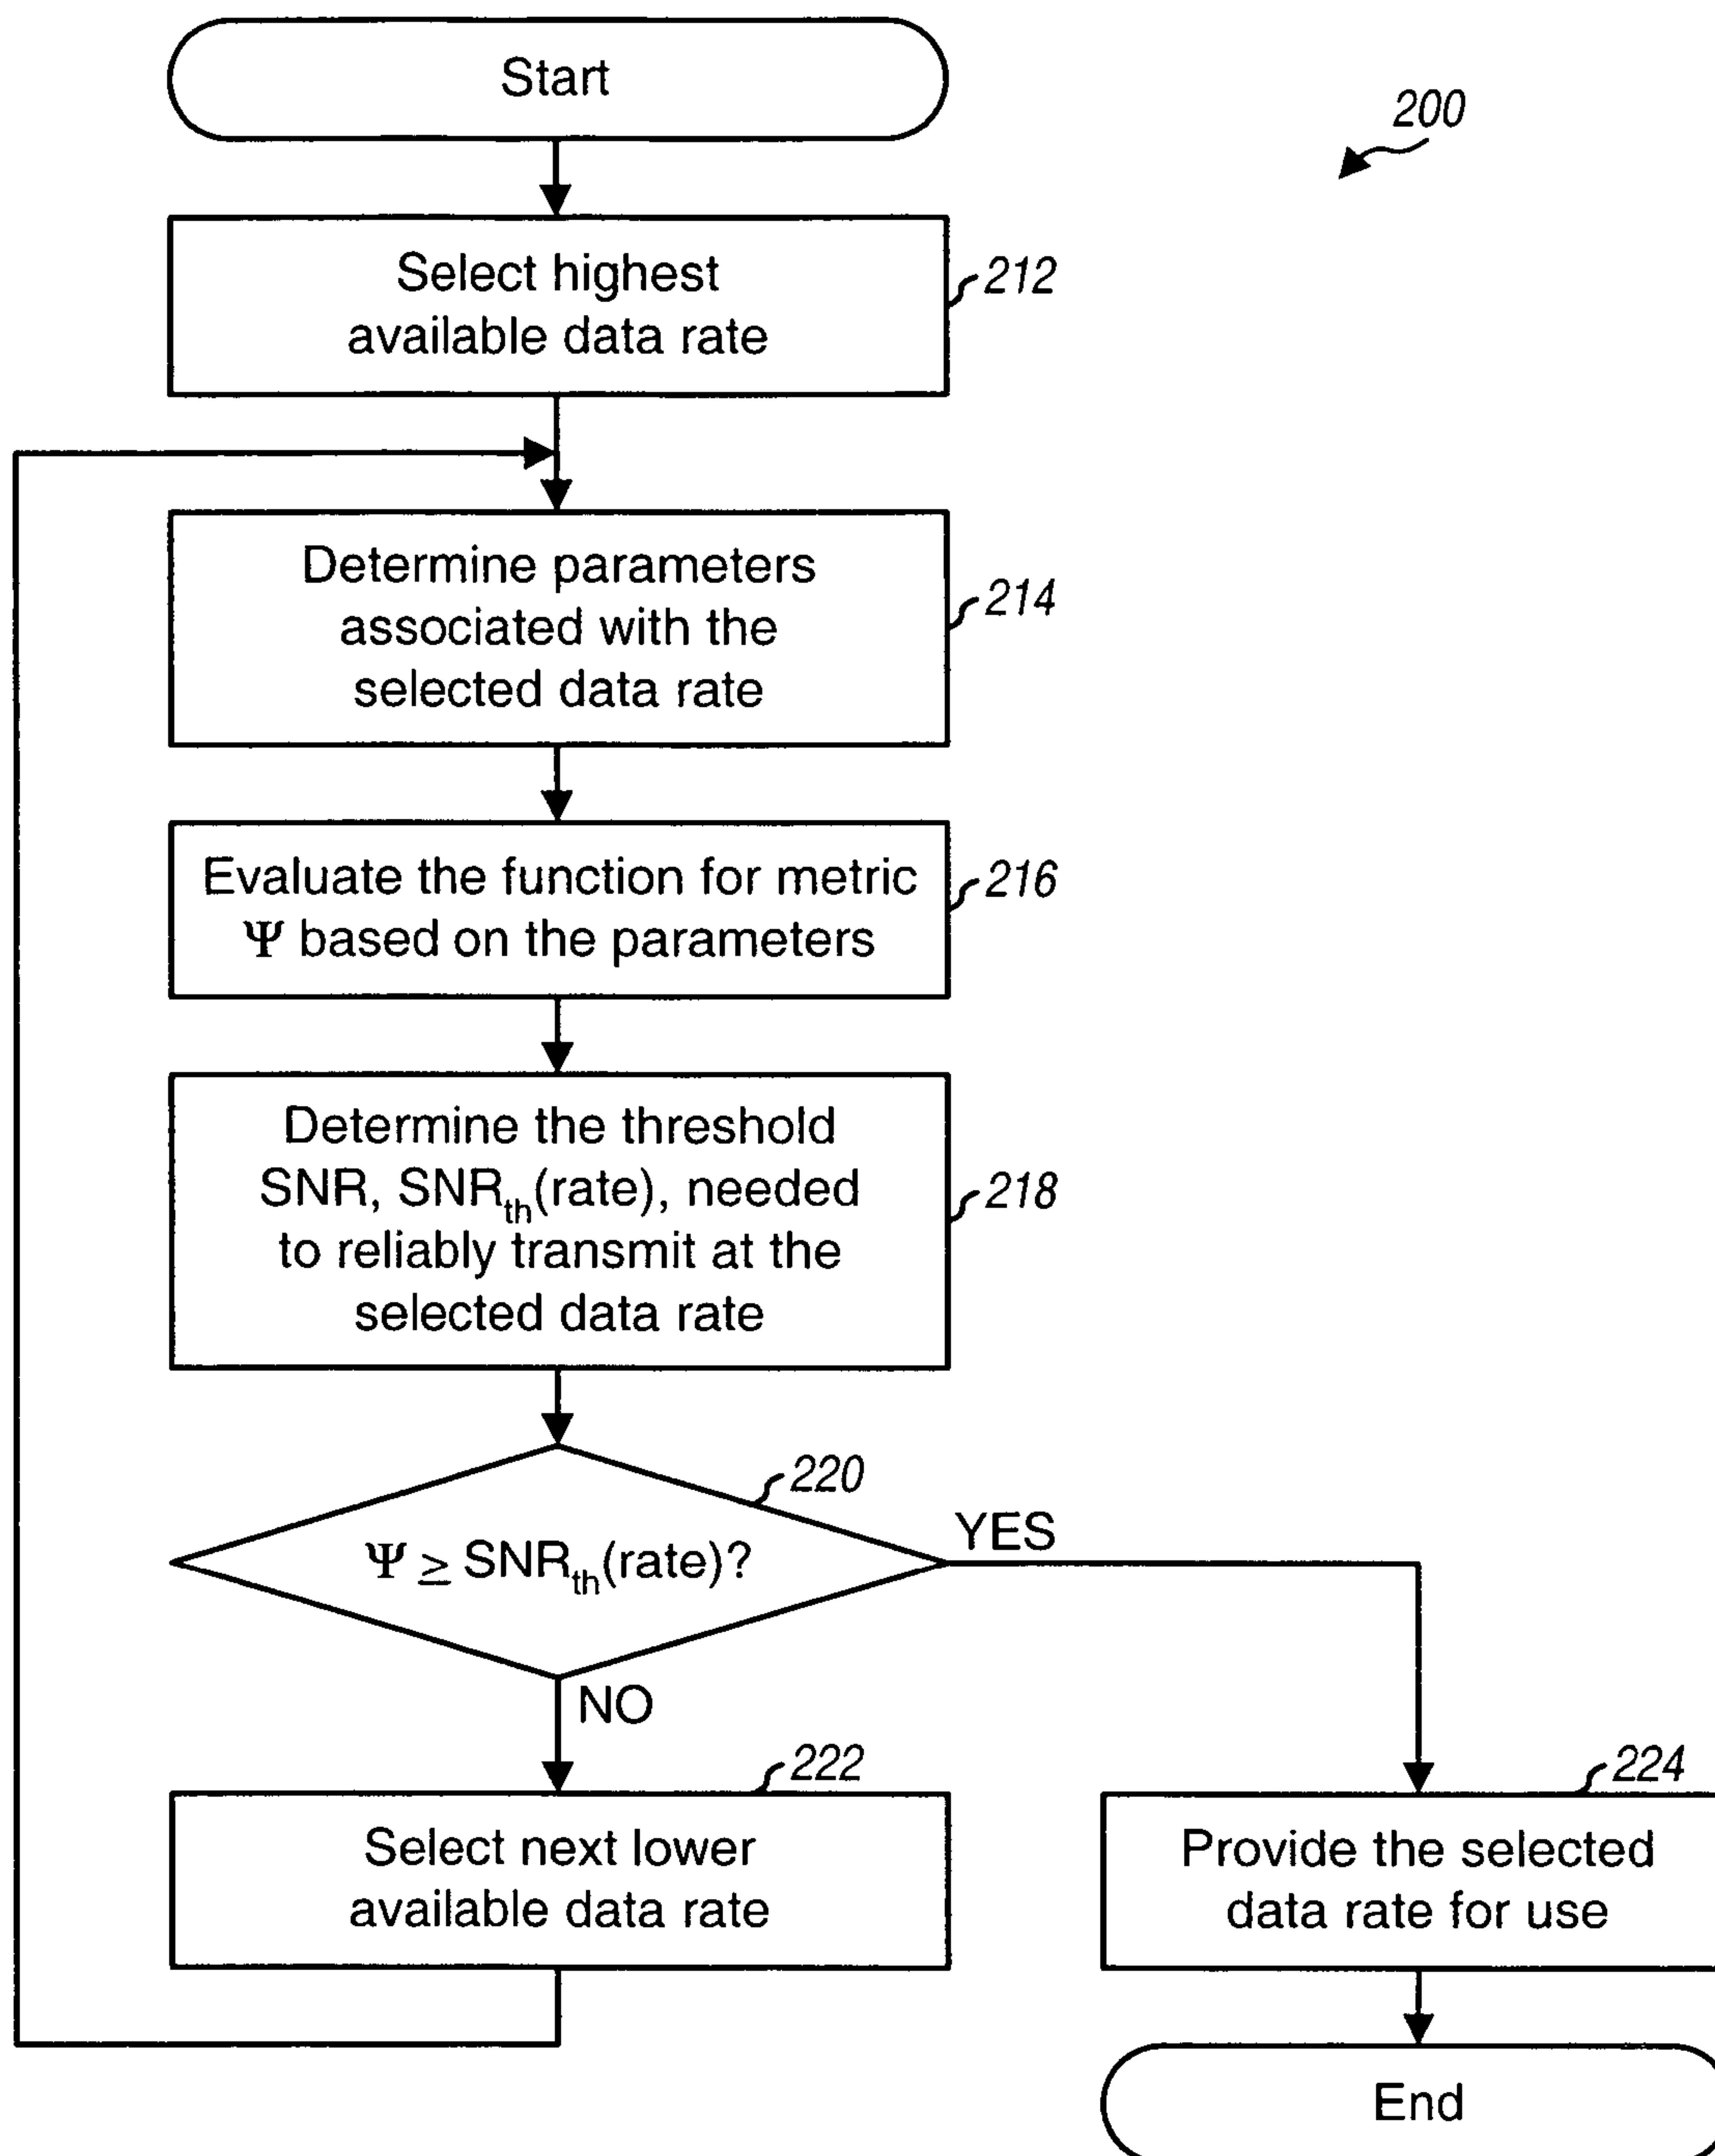 Start
200
Select highest
available data rate
212
Determine parameters
associated with the
selected data rate
214
Evaluate the function for metric
Ψ based on the parameters
216
Determine the threshold
SNR, SNRth(rate), needed
to reliably transmit at the
selected data rate
218
220
Ψ ≥ SNRth(rate)?
YES
NO
222
Select next lower
available data rate
224
Provide the selected
data rate for use
End